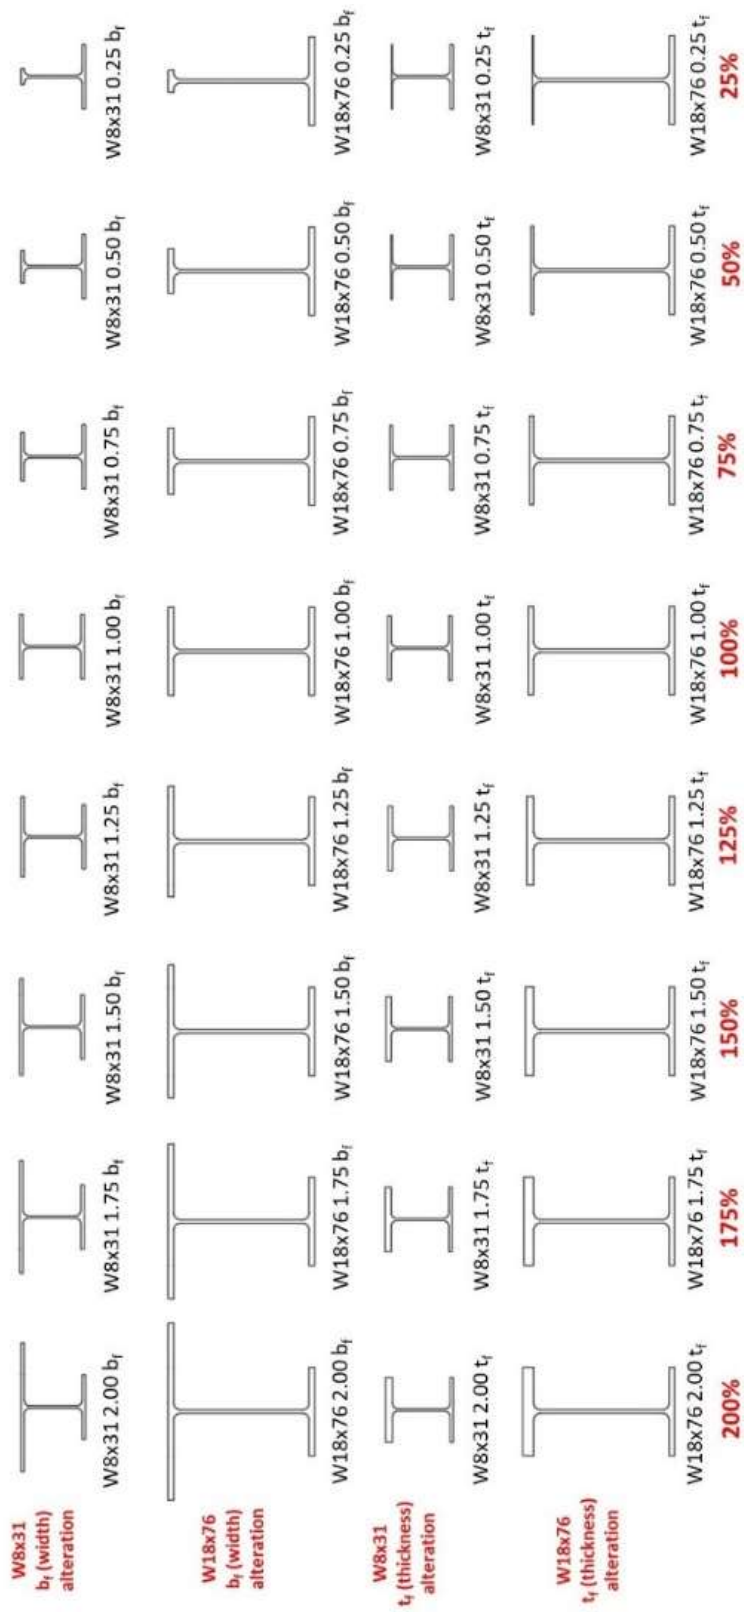 W8x31
bf (width)
alteration
W8x31 2.00 bf
W8x31 1.75 bf
W8x31 1.50 bf
W8x31 1.25 bf
W8x31 1.00 bf
W8x31 0.75 bf
W8x31 0.50 bf
W8x31 0.25 bf
W18x76
bf (width)
alteration
W18x76 2.00 bf
W18x76 1.75 bf
W18x76 1.50 bf
W18x76 1.25 bf
W18x76 1.00 bf
W18x76 0.75 bf
W18x76 0.50 bf
W18x76 0.25 bf
W8x31
tf (thickness)
alteration
W8x31 2.00 tf
W8x31 1.75 tf
W8x31 1.50 tf
W8x31 1.25 tf
W8x31 1.00 tf
W8x31 0.75 tf
W8x31 0.50 tf
W8x31 0.25 tf
W18x76
tf (thickness)
alteration
W18x76 2.00 tf
W18x76 1.75 tf
W18x76 1.50 tf
W18x76 1.25 tf
W18x76 1.00 tf
W18x76 0.75 tf
W18x76 0.50 tf
W18x76 0.25 tf
200%
175%
150%
125%
100%
75%
50%
25%